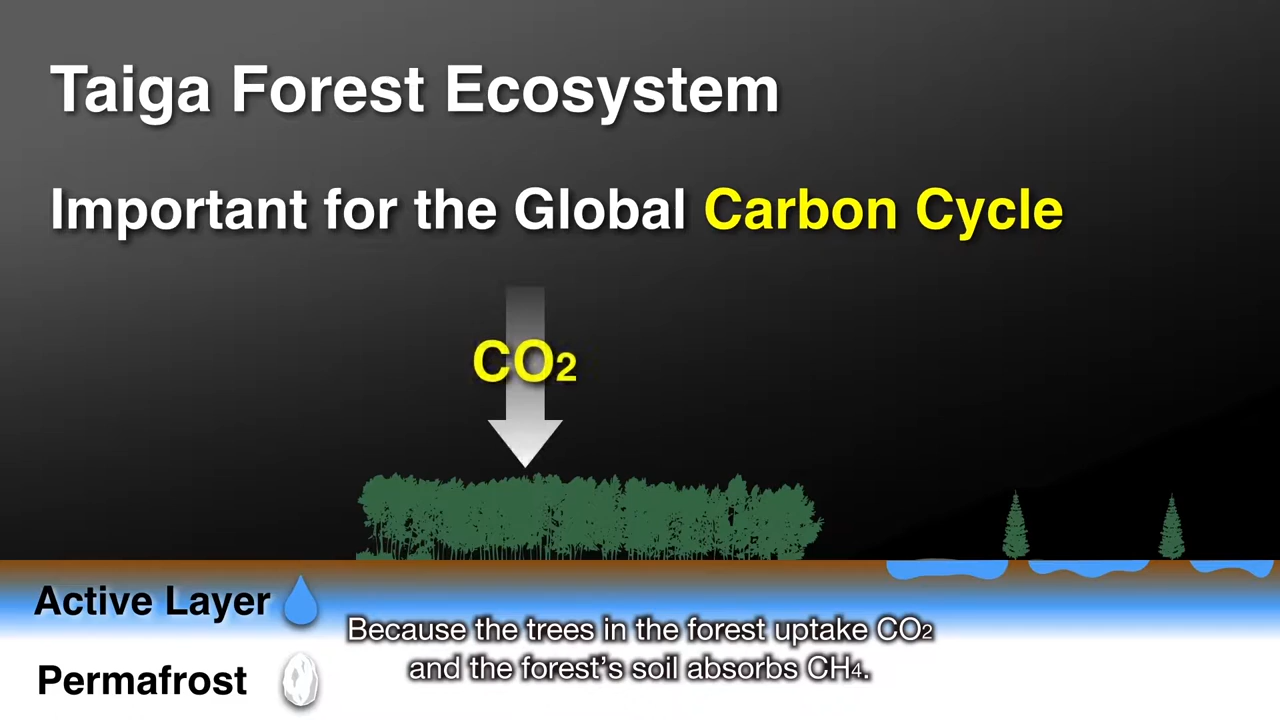 Taiga Forest Ecosystem
Important for the Global Carbon Cycle
CO₂
Active Layer
Because the trees in the forest uptake CO₂
and the forest's soil absorbs CH₄.
Permafrost